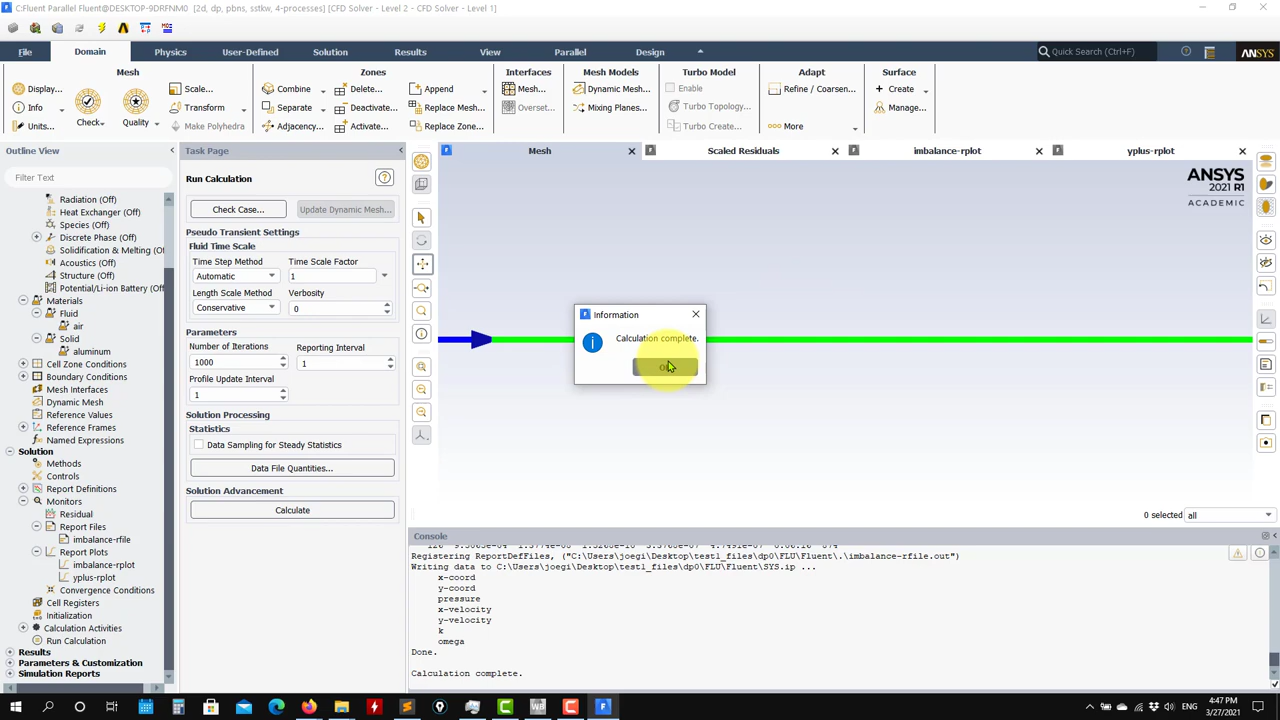 C:Fluent Parallel Fluent@DESKTOP-9DRFNM0 [2d, dp, pbns, sstkw, 4-processes] [CFD Solver - Level 2 - CFD Solver - Level 1]
File Domain Physics User-Defined Solution Results View Parallel Design Quick Search (Ctrl+F) ANSYS
Mesh Zones Interfaces Mesh Models Turbo Model Adapt Surface
Display... Scale... Combine Delete... Append Mesh... Dynamic Mesh... Enable Refine / Coarsen... Create
Info Transform Separate Deactivate... Replace Mesh... Overset... Mixing Planes... Turbo Topology... Manage...
Units... Check Quality Make Polyhedra Adjacency... Activate... Replace Zone... Turbo Create... More
Outline View
Filter Text
Radiation (Off)
Heat Exchanger (Off)
Species (Off)
Discrete Phase (Off)
Solidification & Melting (Off)
Acoustics (Off)
Structure (Off)
Potential/Li-ion Battery (Off)
Materials
Fluid
air
Solid
aluminum
Cell Zone Conditions
Boundary Conditions
Mesh Interfaces
Dynamic Mesh
Reference Values
Reference Frames
Named Expressions
Solution
Methods
Controls
Report Definitions
Monitors
Residual
Report Files
imbalance-rfile
Report Plots
imbalance-rplot
yplus-rplot
Convergence Conditions
Cell Registers
Initialization
Calculation Activities
Run Calculation
Results
Parameters & Customization
Simulation Reports
Task Page
Run Calculation
Check Case... Update Dynamic Mesh...
Pseudo Transient Settings
Fluid Time Scale
Time Step Method Time Scale Factor
Automatic 1
Length Scale Method Verbosity
Conservative 0
Parameters
Number of Iterations Reporting Interval
1000 1
Profile Update Interval
1
Solution Processing
Statistics
Data Sampling for Steady Statistics
Data File Quantities...
Solution Advancement
Calculate
Mesh Scaled Residuals imbalance-rplot yplus-rplot
ANSYS
2021 R1
ACADEMIC
Information
Calculation complete.
0 selected all
Console
Registering ReportDefFiles, ("C:\Users\joegi\Desktop\test1_files\dp0\FLU\Fluent\.\imbalance-rfile.out")
Writing data to C:\Users\joegi\Desktop\test1_files\dp0\FLU\Fluent\SYS.ip ...
x-coord
y-coord
pressure
x-velocity
y-velocity
k
omega
Done.
Calculation complete.
ENG 4:47 PM
3/27/2021